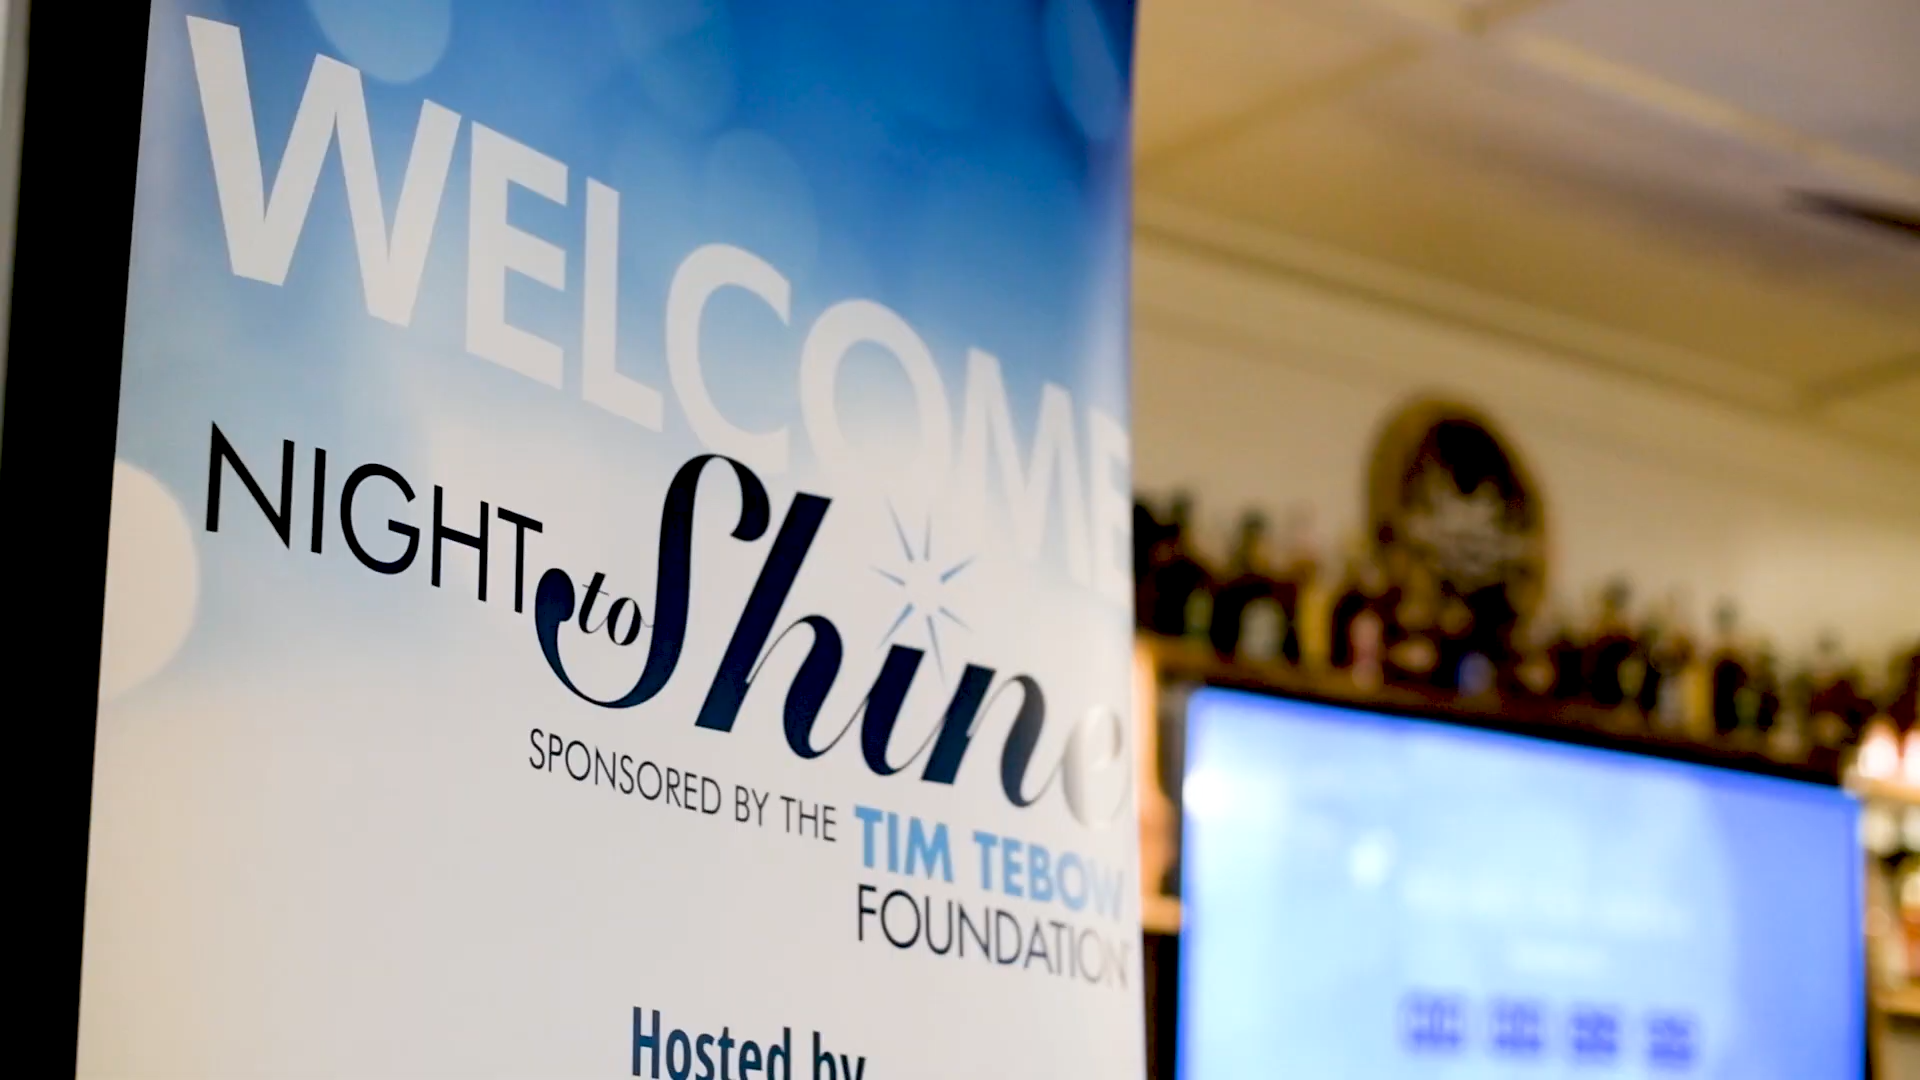 WELCOME
NIGHT to Shine
SPONSORED BY THE TIM TEBOW
FOUNDATION
Hosted by